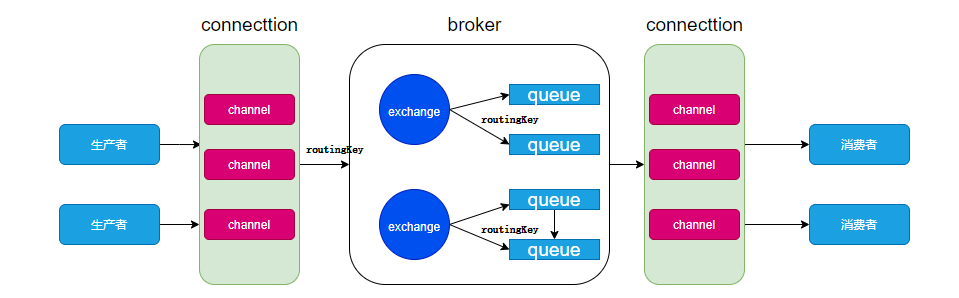 connecttion
broker
connecttion
channel
channel
channel
生产者
生产者
routingKey
exchange
queue
routingKey
queue
exchange
queue
routingKey
queue
channel
channel
channel
消费者
消费者